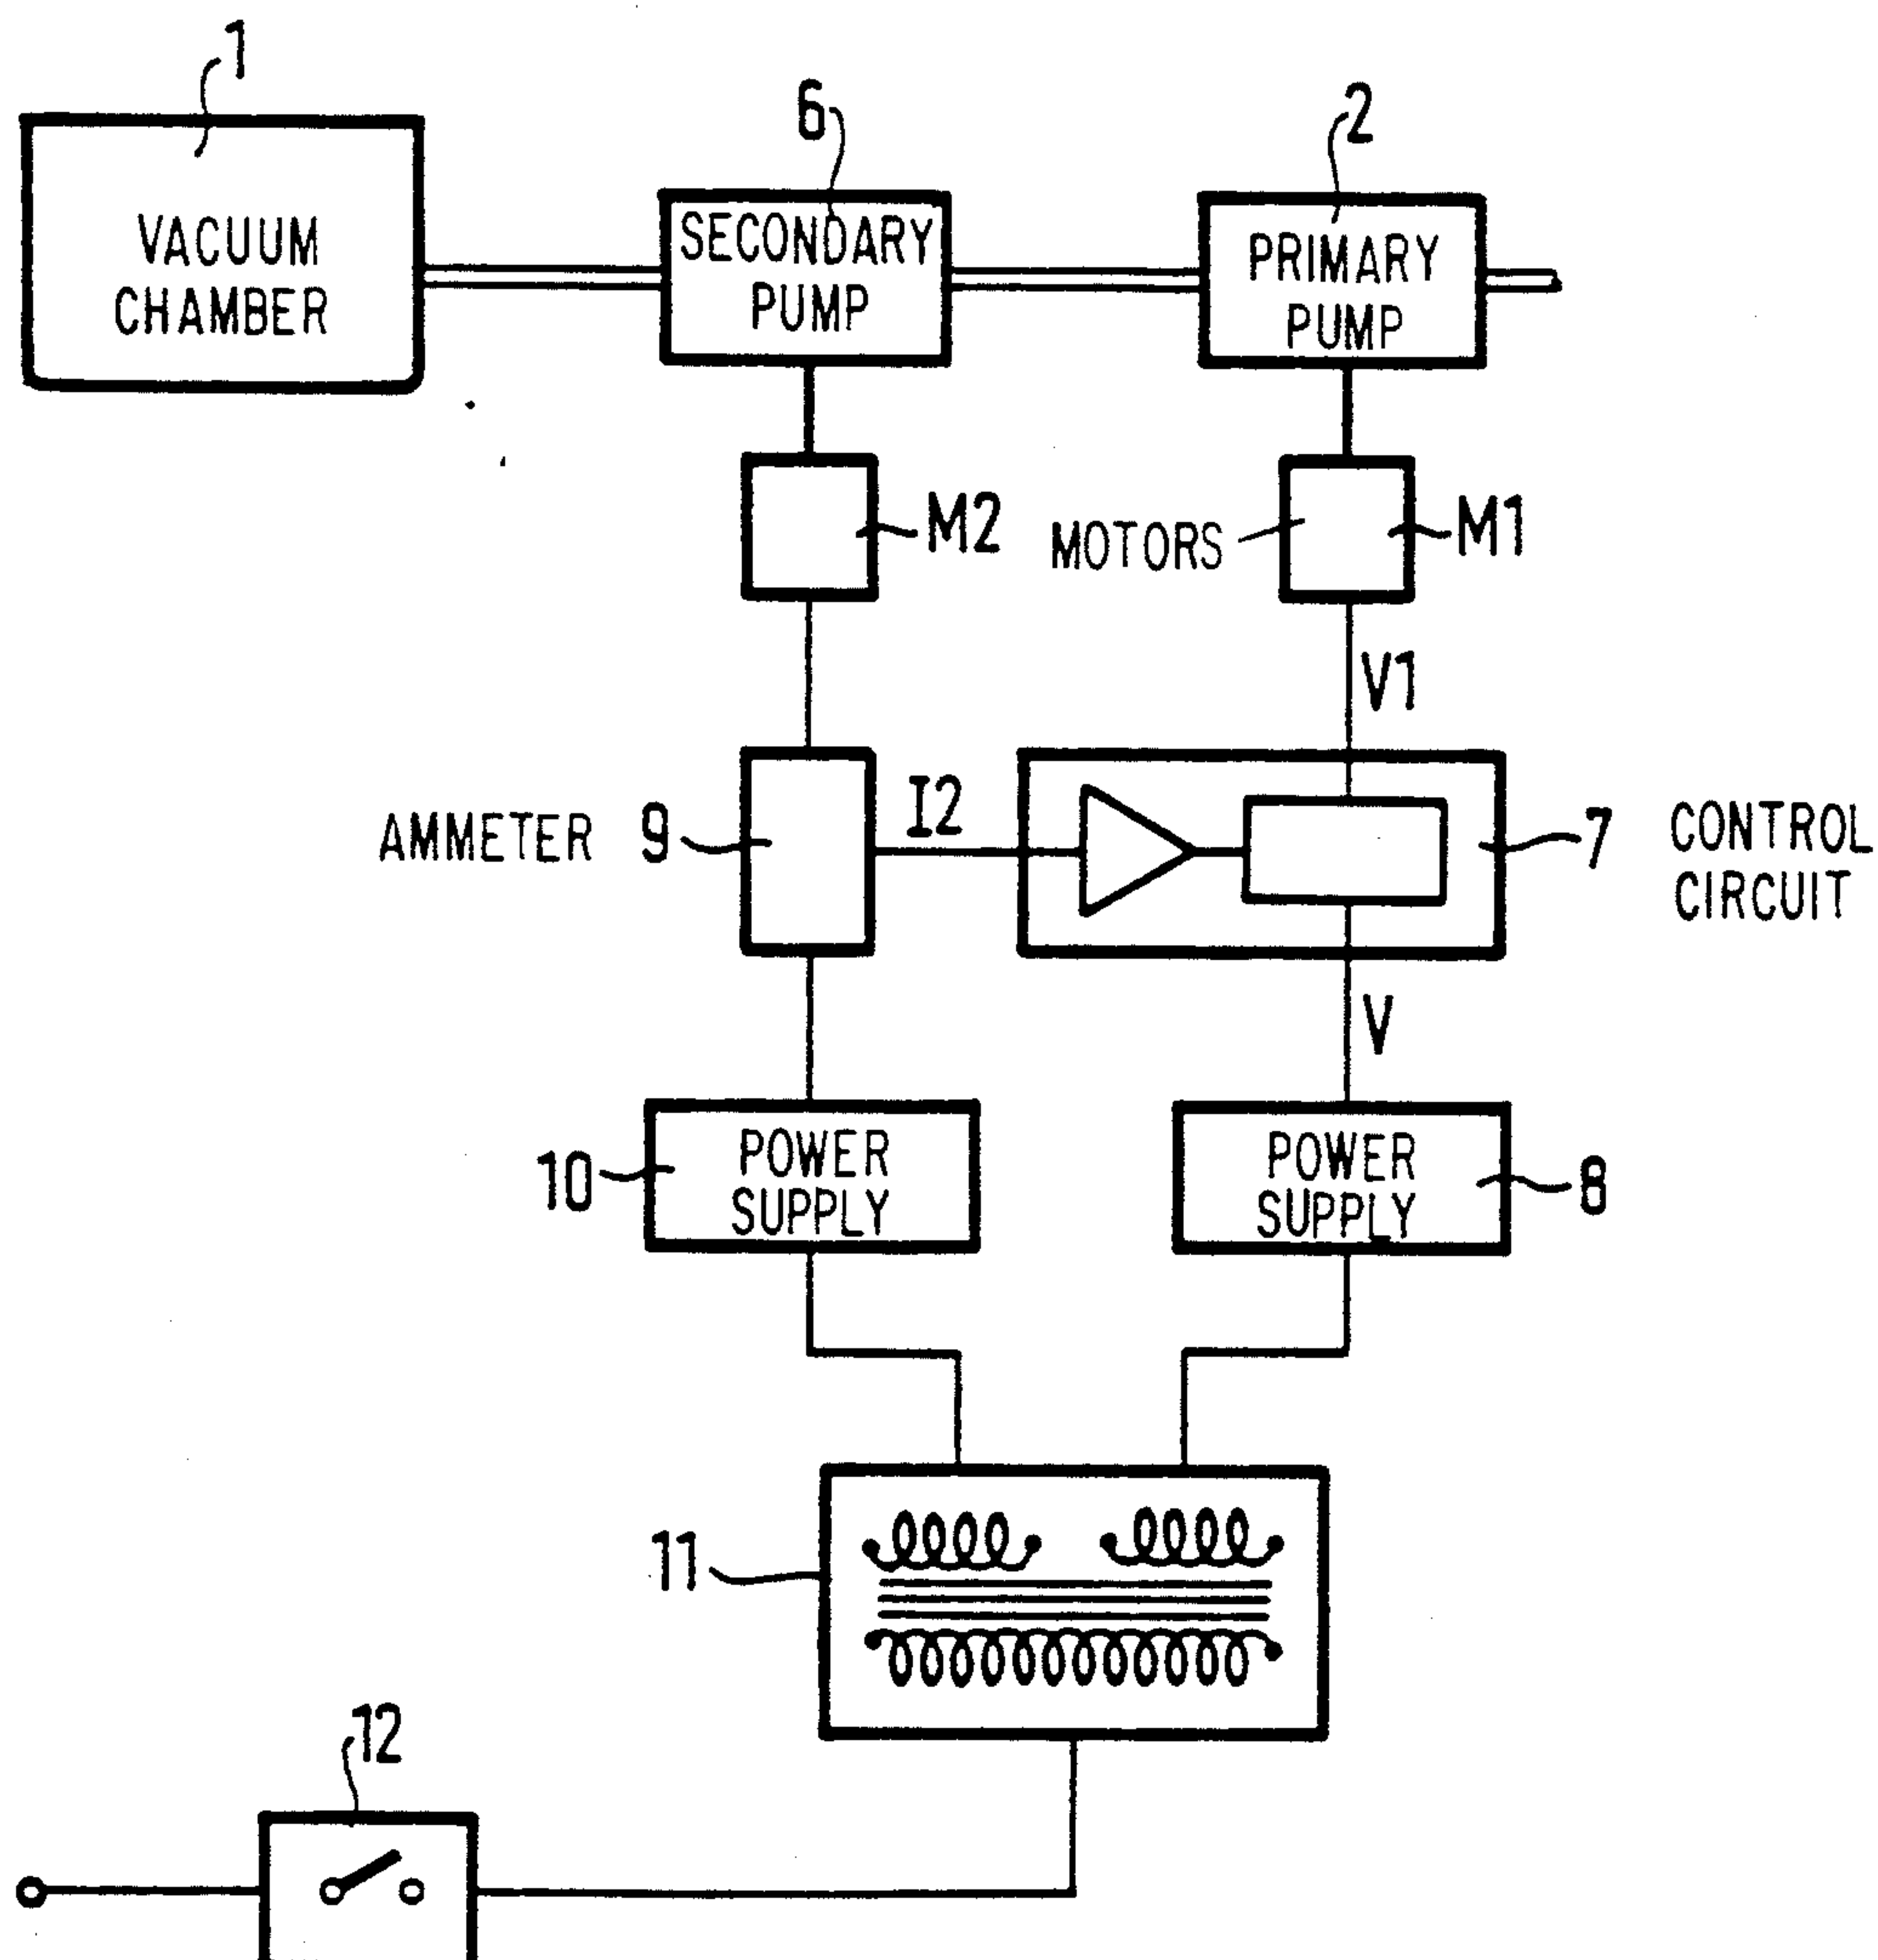 1
6
2
VACUUM
CHAMBER
SECONDARY
PUMP
PRIMARY
PUMP
M2
MOTORS
M1
V1
AMMETER
9
I2
7
CONTROL
CIRCUIT
V
10
POWER
SUPPLY
POWER
SUPPLY
8
11
12